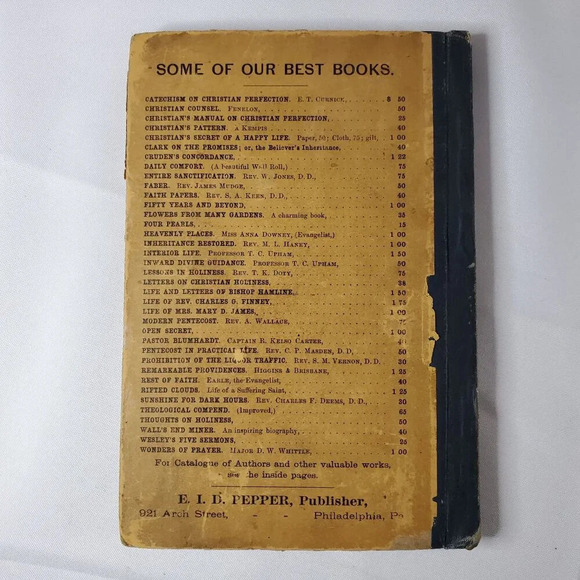 SOME OF OUR BEST BOOKS.
CATECHISM ON CHRISTIAN PERFECTION. E. T. CURNICK, $ 50
CHRISTIAN COUNSEL. FENELON, 50
CHRISTIAN'S MANUAL ON CHRISTIAN PERFECTION, 25
CHRISTIAN'S PATTERN. A KEMPIS 40
CHRISTIAN'S SECRET OF A HAPPY LIFE. Paper, 50; Cloth, 75; gilt, 1 00
CLARK ON THE PROMISES; or, the Believer's Inheritance, 40
CRUDEN'S CONCORDANCE, 1
DAILY COMFORT. (A beautiful Wall Roll,) 75
ENTIRE SANCTIFICATION. REV. W. JONES, D. D., 75
FABER. REV. JAMES MUDGE, 50
FAITH PAPERS. REV. S. A. KEEN, D. D., 40
FIFTY YEARS AND BEYOND, 1 00
FLOWERS FROM MANY GARDENS. A charming book, 35
FOUR PEARLS, 15
HEAVENLY PLACES. MISS ANNA DOWNEY, (Evangelist,) 1 00
INHERITANCE RESTORED. REV. M. L. HANEY, 1 00
INTERIOR LIFE. PROFESSOR T. C. UPHAM, 1 50
INWARD DIVINE GUIDANCE. PROFESSOR T. C. UPHAM, 50
LESSONS IN HOLINESS. REV. T. K. DOTY, 75
LETTERS ON CHRISTIAN HOLINESS,
LIFE AND LETTERS OF BISHOP HAMLINE, 1 50
LIFE OF REV. CHARLES G. FINNEY, 1 75
LIFE OF MRS. MARY D. JAMES, 1 00
MODERN PENTECOST. REV. A. WALLACE,
OPEN SECRET, 1 00
PASTOR BLUMHARDT. CAPTAIN R. KELSO CARTER, 40
PENTECOST IN PRACTICAL LIFE. REV. C. P. MASDEN, D. D, 50
PROHIBITION OF THE LIQUOR TRAFFIC. REV. S. M. VERNON, D. D. 30
REMARKABLE PROVIDENCES. HIGGINS & BRISBANE, 1 25
REST OF FAITH. EARLE, the Evangelist, 40
RIFTED CLOUDS. Life of a Suffering Saint, 1 25
SUNSHINE FOR DARK HOURS. REV. CHARLES F. DEEMS, D. D., 30
THEOLOGICAL COMPEND. (Improved,) 65
THOUGHTS ON HOLINESS, 50
WALL'S END MINER. An inspiring biography, 40
WESLEY'S FIVE SERMONS, 25
WONDERS OF PRAYER. MAJOR D. W. WHITTLE, 1 00
For Catalogue of Authors and other valuable works,
the inside pages.
E. I. D. PEPPER, Publisher,
921 Arch Street, - - Philadelphia, Pa